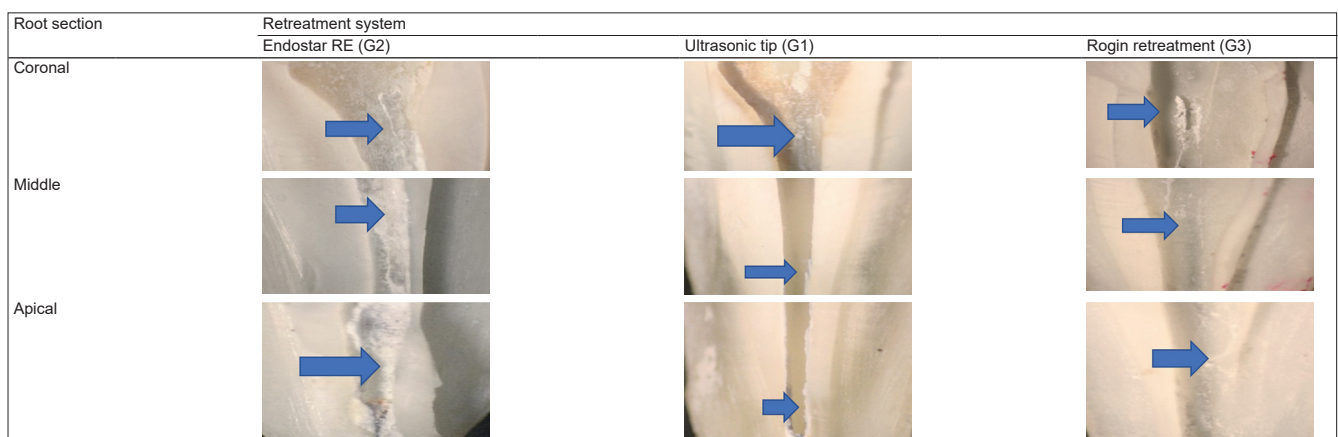 Root section
Retreatment system
Endostar RE (G2)
Ultrasonic tip (G1)
Rogin retreatment (G3)
Coronal
Middle
Apical